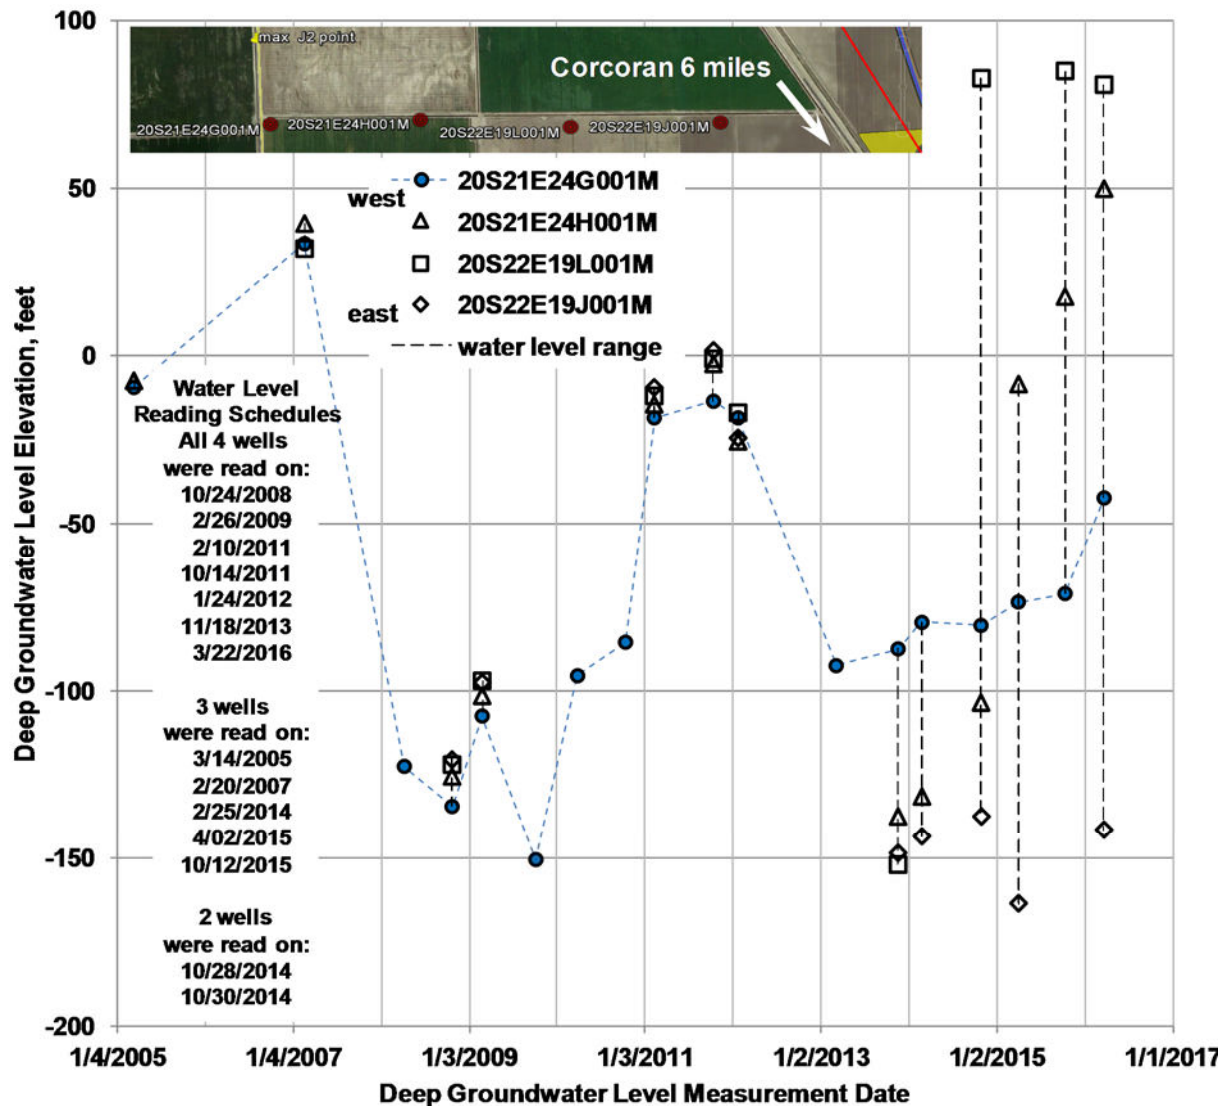 100
50
0
-50
-100
-150
-200
Deep Groundwater Level Elevation, feet
max J2 point
Corcoran 6 miles
20S21E24G001M
20S21E24H001M
20S22E19L001M
20S22E19J001M
west
east
20S21E24G001M
20S21E24H001M
20S22E19L001M
20S22E19J001M
water level range
Water Level
Reading Schedules
All 4 wells
were read on:
10/24/2008
2/26/2009
2/10/2011
10/14/2011
1/24/2012
11/18/2013
3/22/2016
3 wells
were read on:
3/14/2005
2/20/2007
2/25/2014
4/02/2015
10/12/2015
2 wells
were read on:
10/28/2014
10/30/2014
1/4/2005
1/4/2007
1/3/2009
1/3/2011
1/2/2013
1/2/2015
1/1/2017
Deep Groundwater Level Measurement Date